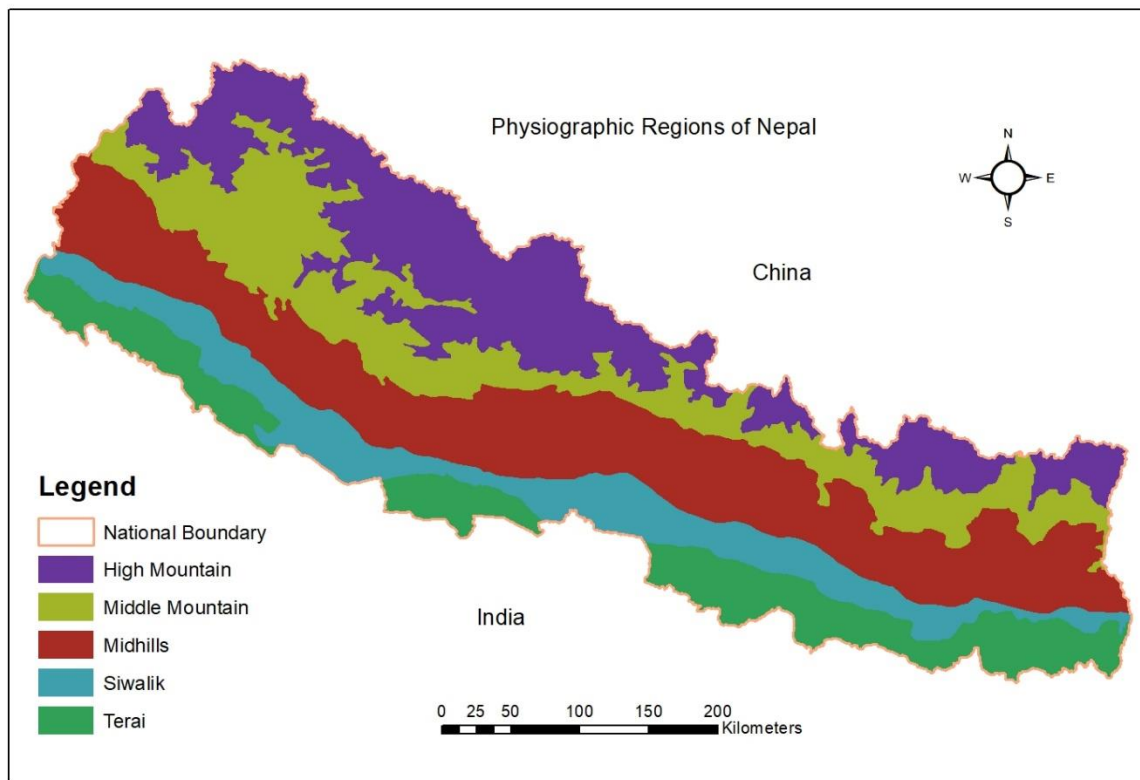 Physiographic Regions of Nepal
N
W E
S
China
Legend
National Boundary
High Mountain
Middle Mountain
Midhills
Siwalik
Terai
India
0 25 50 100 150 200
Kilometers